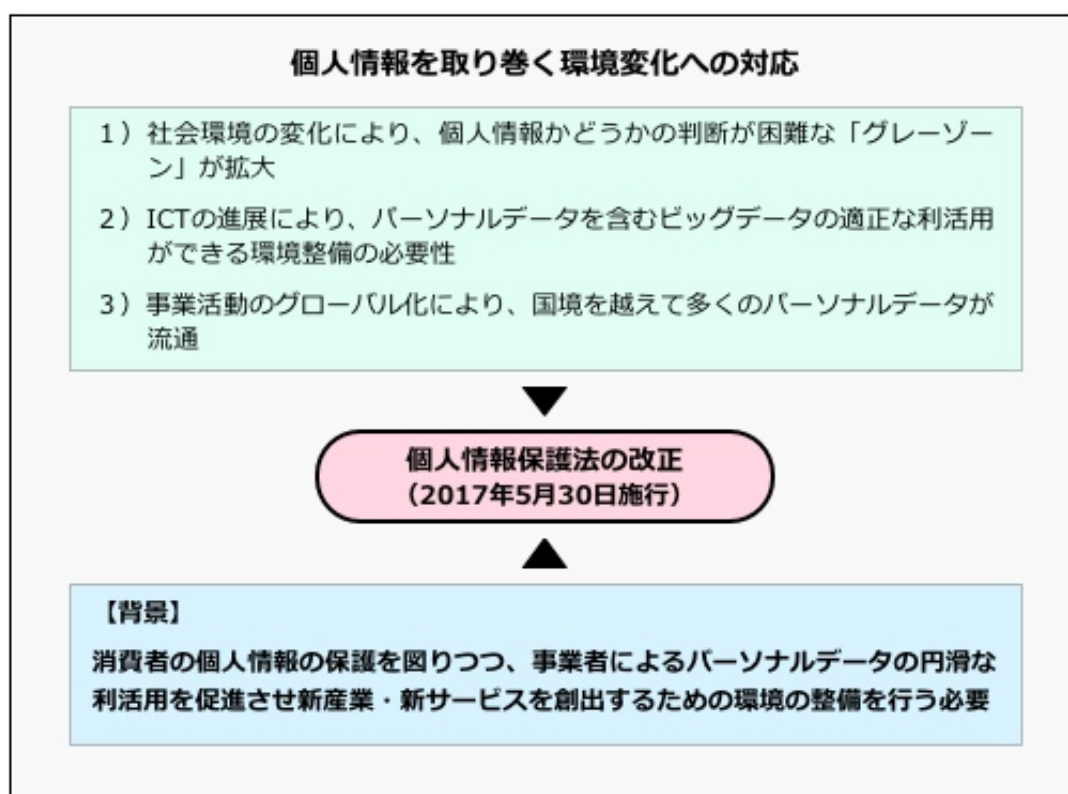 個人情報を取り巻く環境変化への対応
1）社会環境の変化により、個人情報かどうかの判断が困難な「グレーゾー
ン」が拡大
2）ICTの進展により、パーソナルデータを含むビッグデータの適正な利活用
ができる環境整備の必要性
3）事業活動のグローバル化により、国境を越えて多くのパーソナルデータが
流通
個人情報保護法の改正
（2017年5月30日施行）
【背景】
消費者の個人情報の保護を図りつつ、事業者によるパーソナルデータの円滑な
利活用を促進させ新産業・新サービスを創出するための環境の整備を行う必要